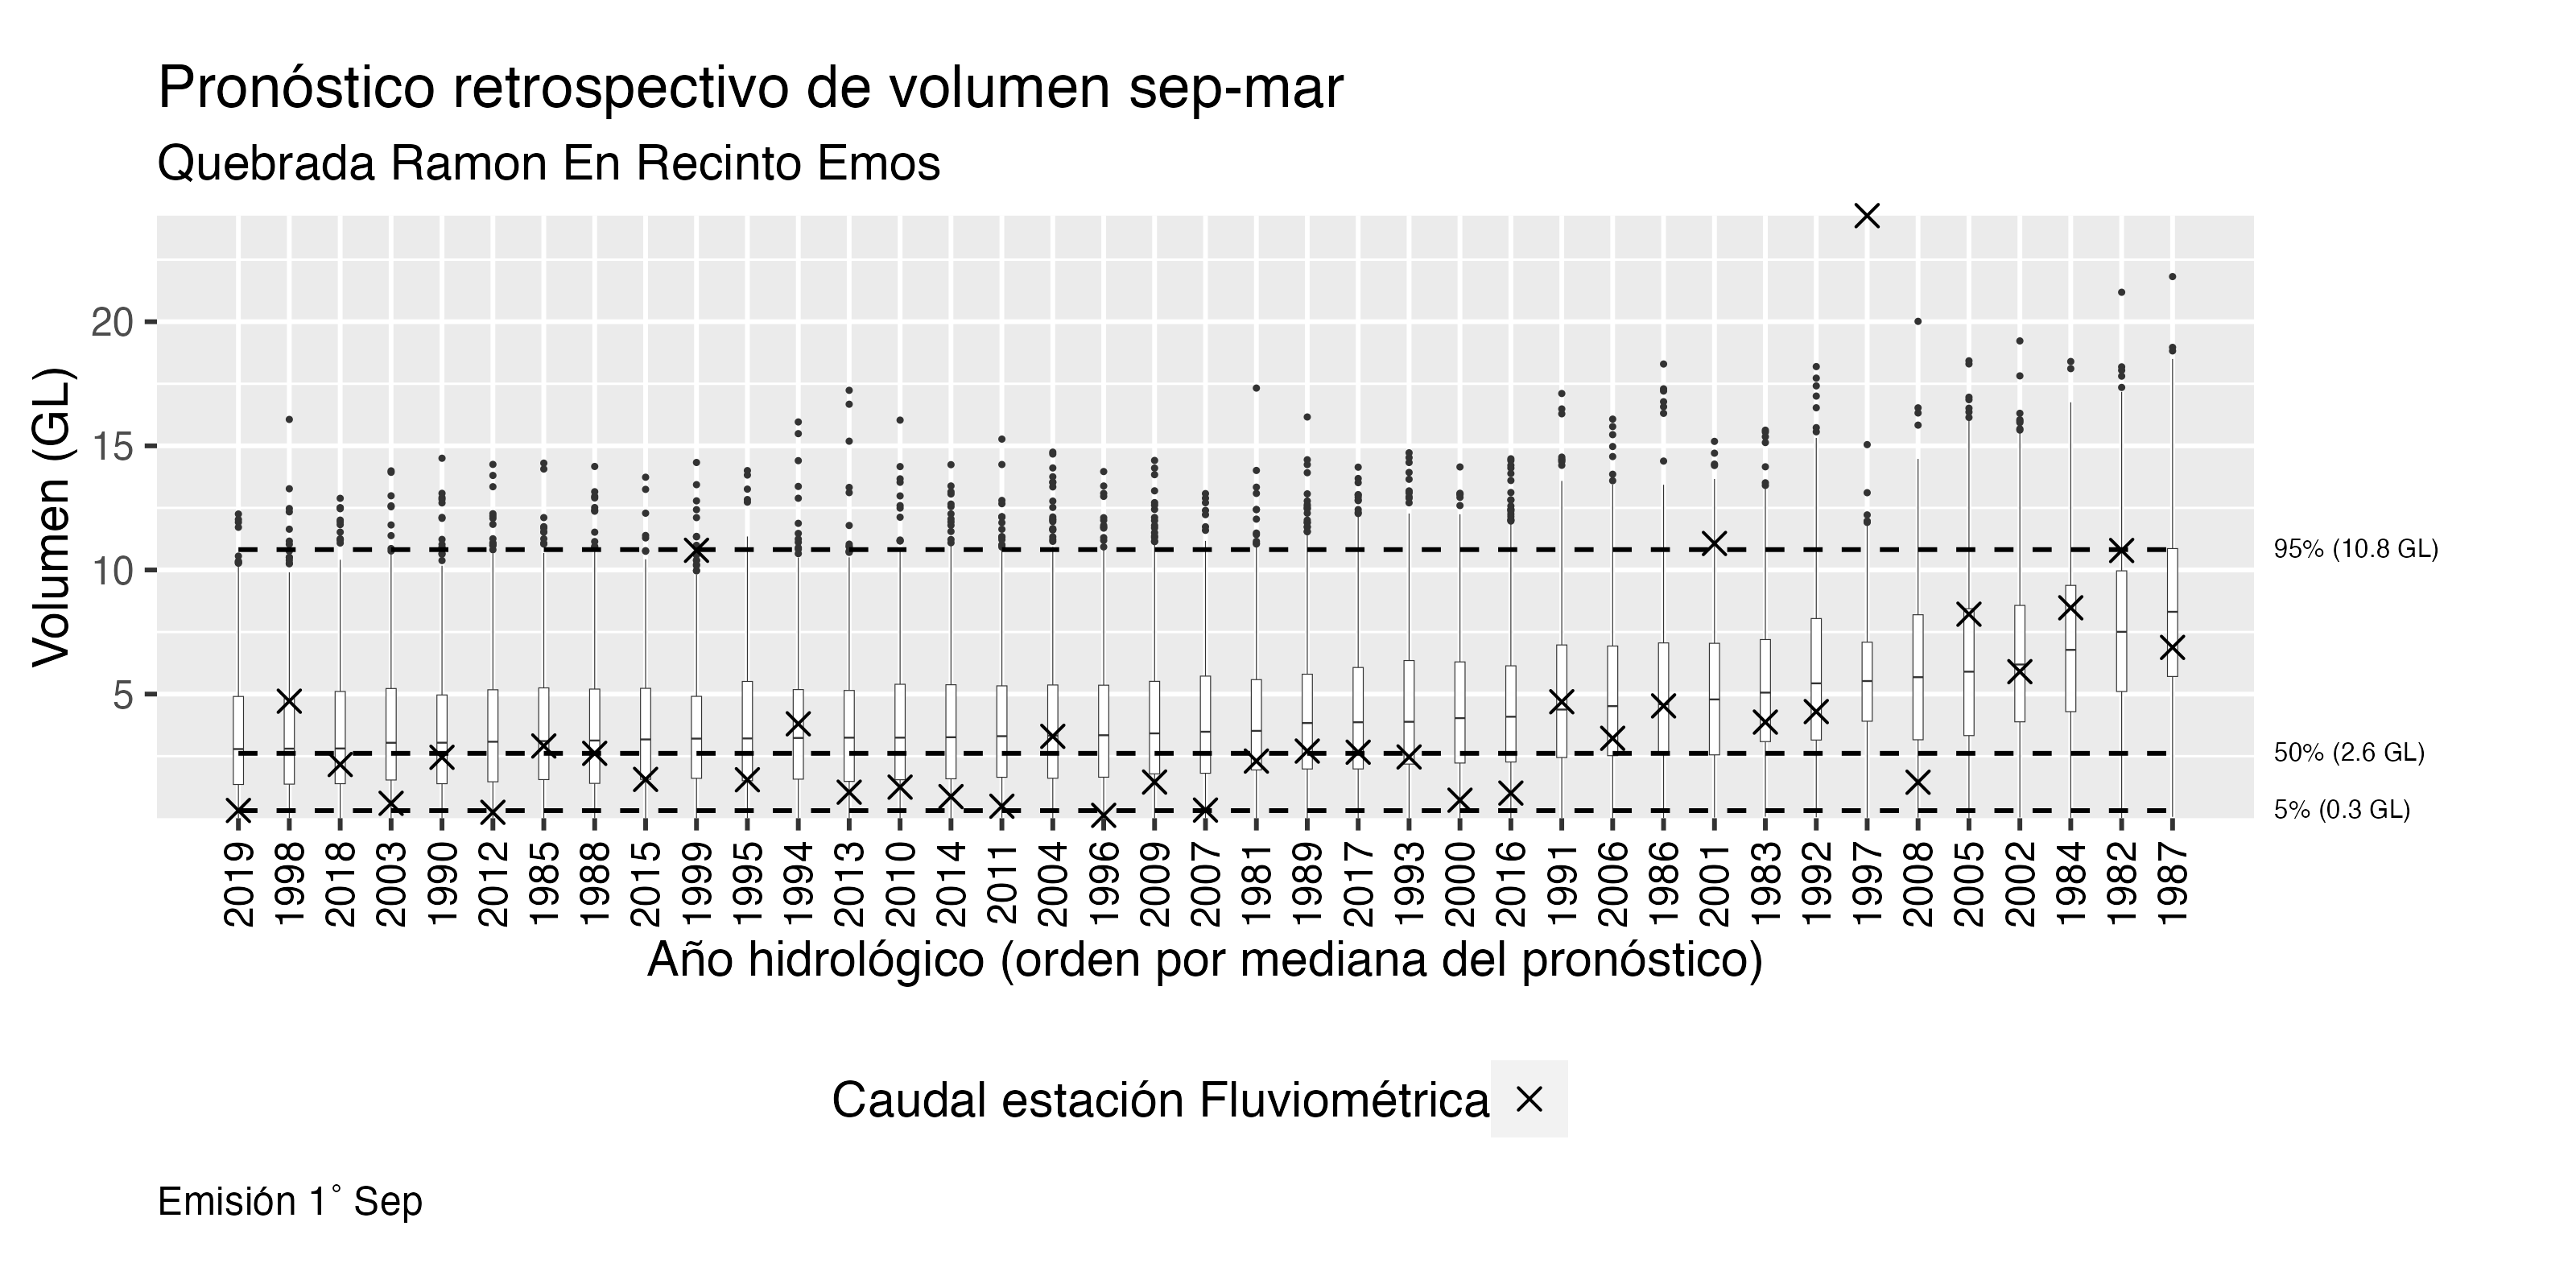 Pronóstico retrospectivo de volumen sep-mar
Quebrada Ramon En Recinto Emos
Volumen (GL)
20
15
10
5
95% (10.8 GL)
50% (2.6 GL)
5% (0.3 GL)
2019 1998 2018 2003 1990 2012 1985 1988 2015 1999 1995 1994 2013 2010 2014 2011 2004 1996 2009 2007 1981 1989 2017 1993 2000 2016 1991 2006 1986 2001 1983 1992 1997 2008 2005 2002 1984 1982 1987
Año hidrológico (orden por mediana del pronóstico)
Caudal estación Fluviométrica
Emisión 1° Sep